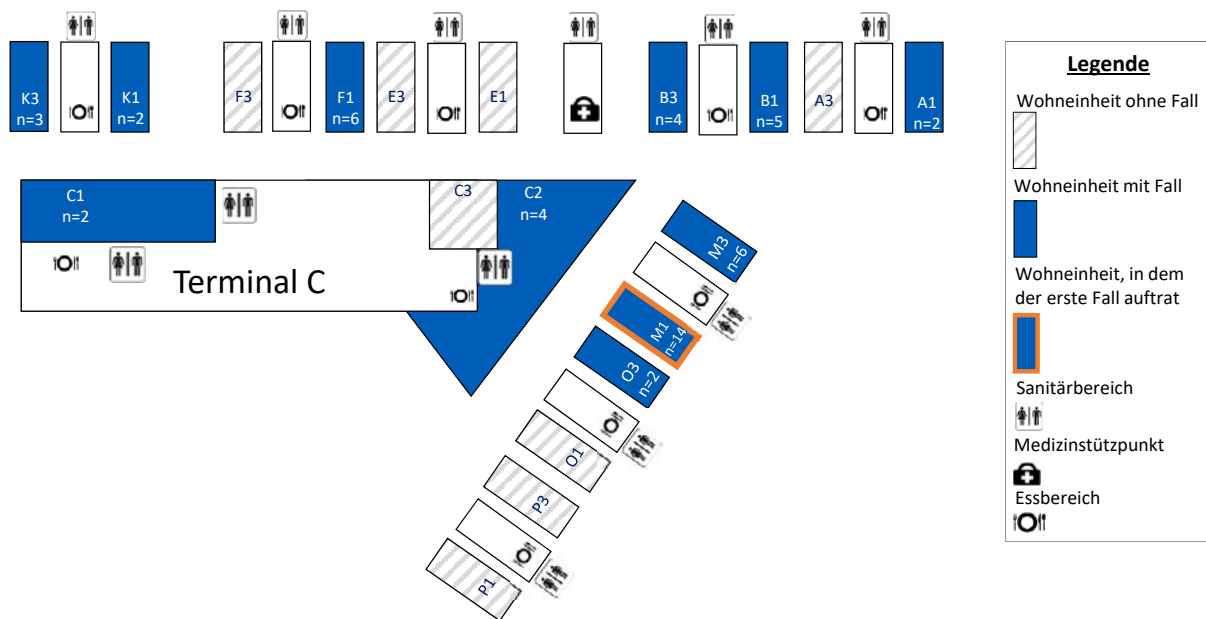 K3
n=3
K1
n=2
F3
F1
n=6
E3
E1
B3
n=4
B1
n=5
A3
A1
n=2
C1
n=2
C3
C2
n=4
Terminal C
M3
n=6
M1
n=14
O3
n=2
O1
P3
P1
Legende
Wohneinheit ohne Fall
Wohneinheit mit Fall
Wohneinheit, in dem
der erste Fall auftrat
Sanitärbereich
Medizinstützpunkt
Essbereich